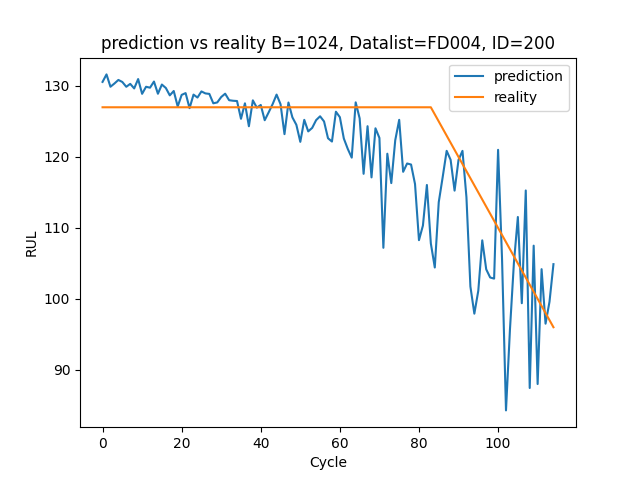 prediction vs reality B=1024, Datalist=FD004, ID=200
prediction
reality
130
120
110
100
90
RUL
0 20 40 60 80 100
Cycle